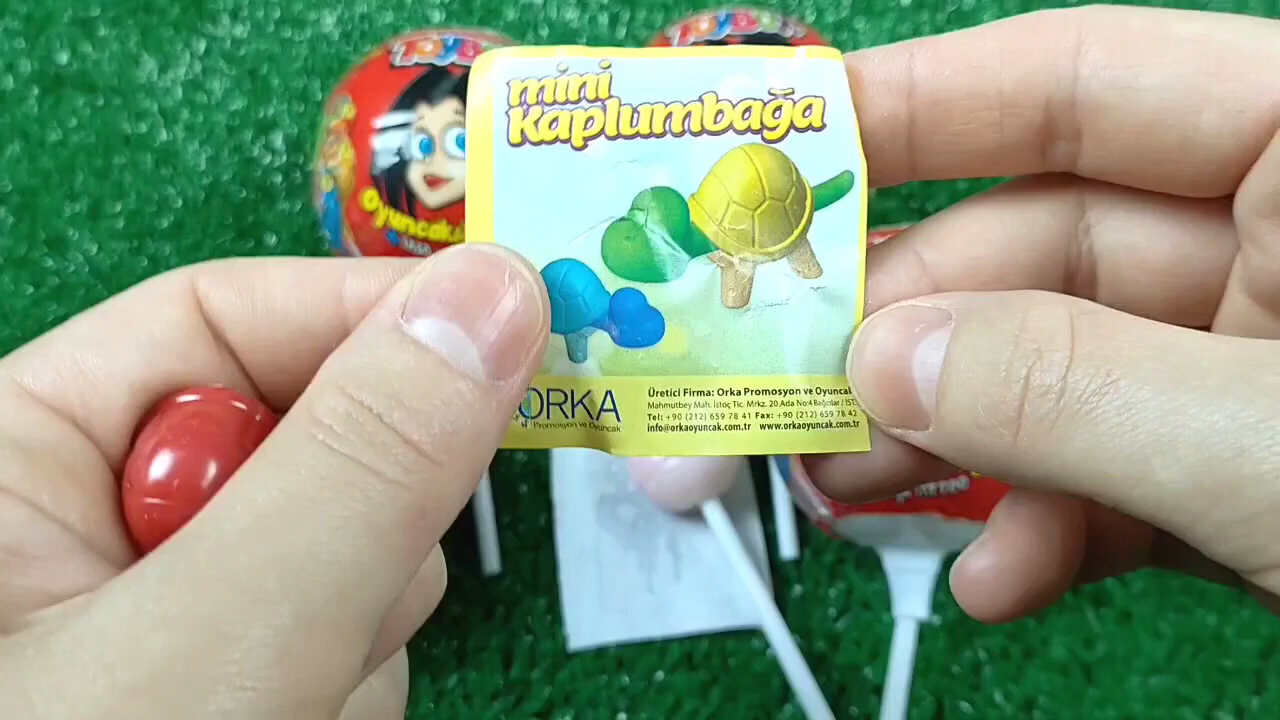 mini
Kaplumbağa
ORKA
Promosyon ve Oyuncak
Üretici Firma: Orka Promosyon ve Oyuncak
Mahmutbey Mah. İstoç Tic. Mrkz. 20.Ada No:4 Bağcılar / İST.
Tel: +90 (212) 659 78 41 Fax: +90 (212) 659 78 42
info@orkaoyuncak.com.tr www.orkaoyuncak.com.tr
Oyuncak